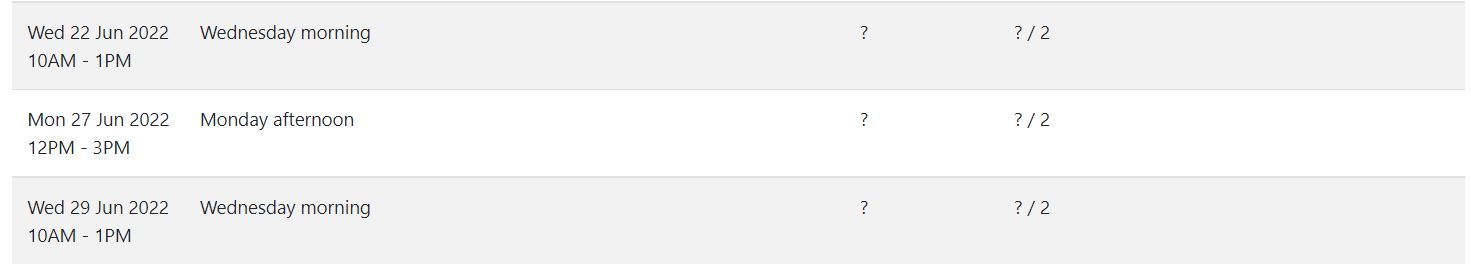 Wed 22 Jun 2022 Wednesday morning ? ? / 2
10AM - 1PM
Mon 27 Jun 2022 Monday afternoon ? ? / 2
12PM - 3PM
Wed 29 Jun 2022 Wednesday morning ? ? / 2
10AM - 1PM